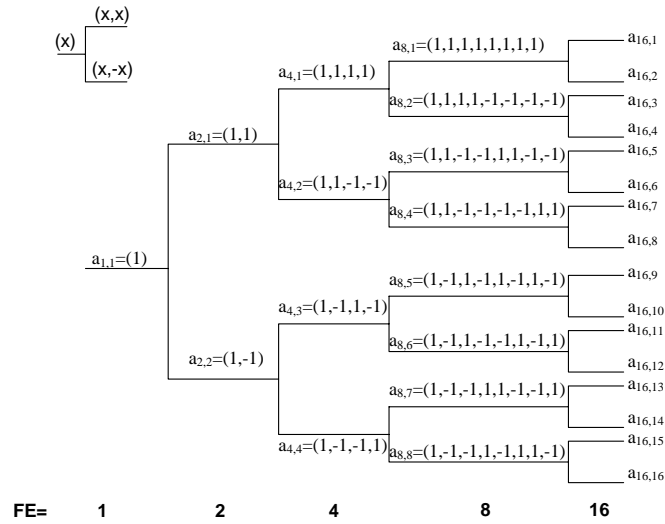 (x,x)
(x)
(x,-x)
a8,1=(1,1,1,1,1,1,1,1)
a16,1
a4,1=(1,1,1,1)
a16,2
a8,2=(1,1,1,1,-1,-1,-1,-1)
a16,3
a16,4
a2,1=(1,1)
a8,3=(1,1,-1,-1,1,1,-1,-1)
a16,5
a4,2=(1,1,-1,-1)
a16,6
a8,4=(1,1,-1,-1,-1,-1,1,1)
a16,7
a16,8
a1,1=(1)
a8,5=(1,-1,1,-1,1,-1,1,-1)
a16,9
a4,3=(1,-1,1,-1)
a16,10
a8,6=(1,-1,1,-1,-1,1,-1,1)
a16,11
a2,2=(1,-1)
a16,12
a8,7=(1,-1,-1,1,1,-1,-1,1)
a16,13
a16,14
a4,4=(1,-1,-1,1)
a8,8=(1,-1,-1,1,-1,1,1,-1)
a16,15
a16,16
FE= 1 2 4 8 16